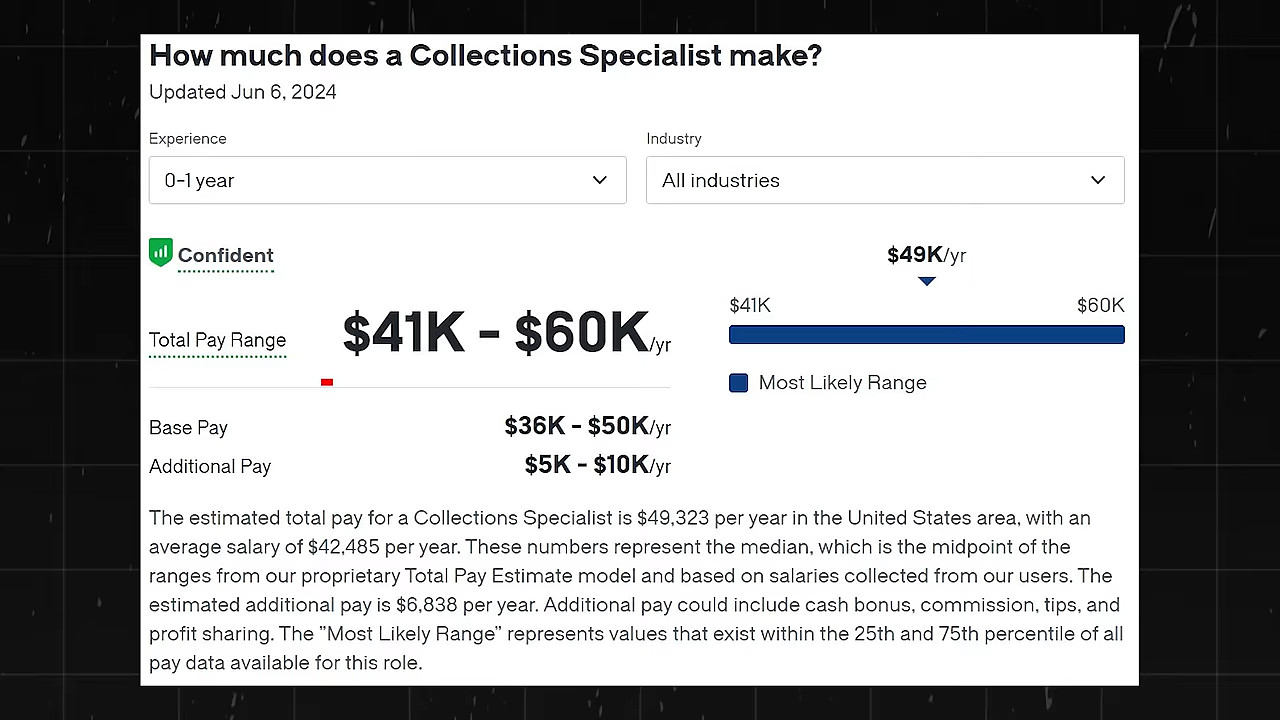 How much does a Collections Specialist make?
Updated Jun 6, 2024
Experience
Industry
0-1 year
All industries
Confident
$49K/yr
$41K
$60K
Total Pay Range
$41K - $60K/yr
Most Likely Range
Base Pay
$36K - $50K/yr
Additional Pay
$5K - $10K/yr
The estimated total pay for a Collections Specialist is $49,323 per year in the United States area, with an
average salary of $42,485 per year. These numbers represent the median, which is the midpoint of the
ranges from our proprietary Total Pay Estimate model and based on salaries collected from our users. The
estimated additional pay is $6,838 per year. Additional pay could include cash bonus, commission, tips, and
profit sharing. The ”Most Likely Range” represents values that exist within the 25th and 75th percentile of all
pay data available for this role.